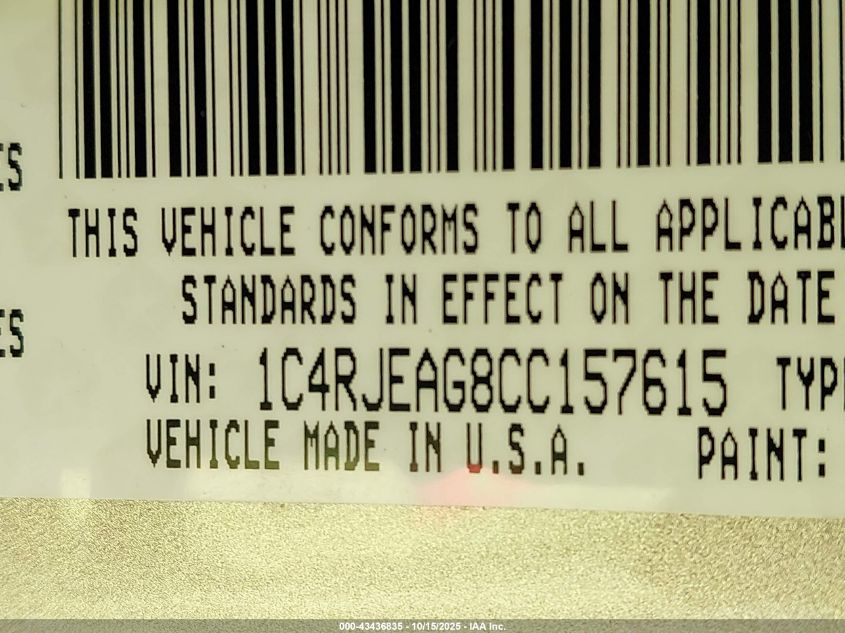 ES
THIS VEHICLE CONFORMS TO ALL APPLICABL
STANDARDS IN EFFECT ON THE DATE
ES
VIN: 1C4RJEAG8CC157615 TYP
VEHICLE MADE IN U.S.A. PAINT:
000-43436835 - 10/15/2025 - IAA Inc.